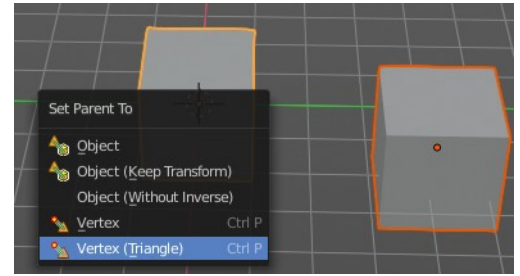 Set Parent To
Object
Object (Keep Transform)
Object (Without Inverse)
Vertex Ctrl P
Vertex (Triangle) Ctrl P